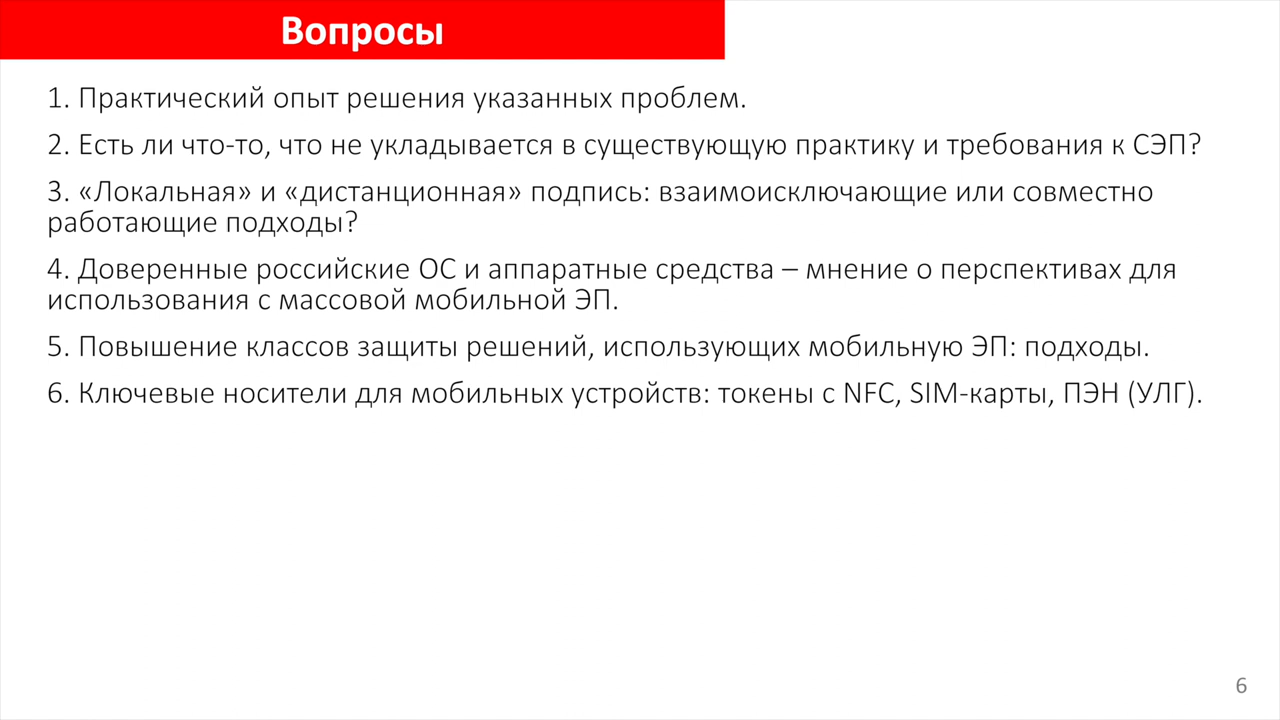 Вопросы
1. Практический опыт решения указанных проблем.
2. Есть ли что-то, что не укладывается в существующую практику и требования к СЭП?
3. «Локальная» и «дистанционная» подпись: взаимоисключающие или совместно
работающие подходы?
4. Доверенные российские ОС и аппаратные средства – мнение о перспективах для
использования с массовой мобильной ЭП.
5. Повышение классов защиты решений, использующих мобильную ЭП: подходы.
6. Ключевые носители для мобильных устройств: токены с NFC, SIM-карты, ПЭН (УЛГ).
6